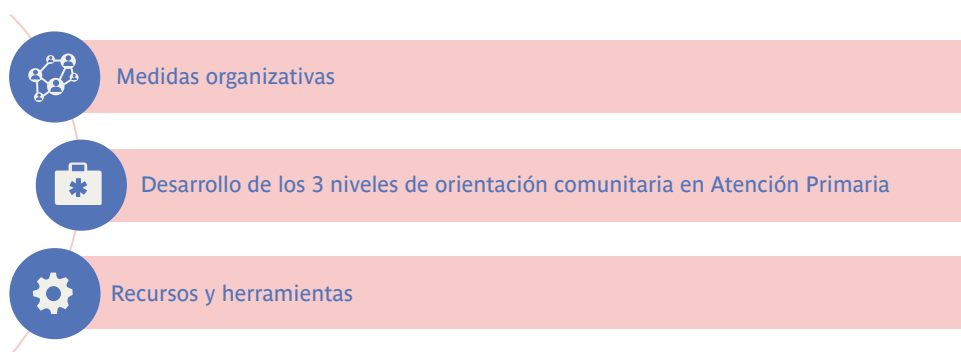 Medidas organizativas
Desarrollo de los 3 niveles de orientación comunitaria en Atención Primaria
Recursos y herramientas